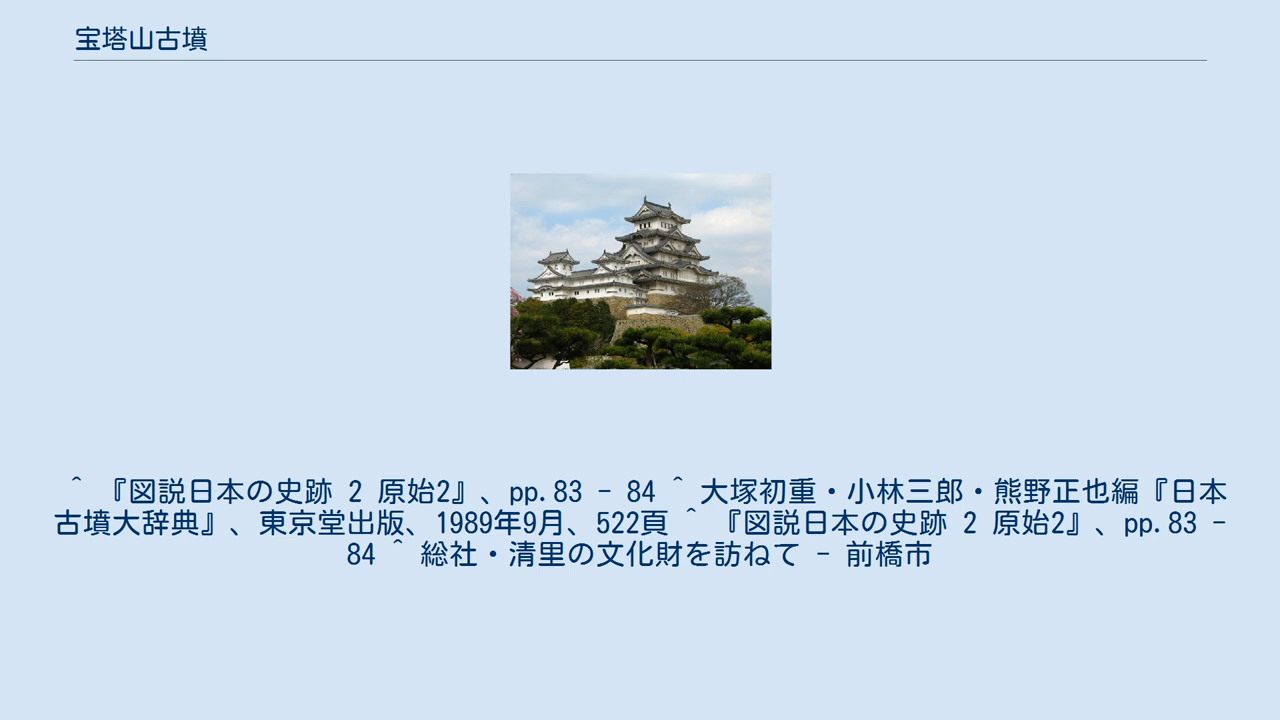 宝塔山古墳
^ 『図説日本の史跡 2 原始2』、pp.83 - 84 ^ 大塚初重・小林三郎・熊野正也編『日本
古墳大辞典』、東京堂出版、1989年9月、522頁 ^ 『図説日本の史跡 2 原始2』、pp.83 -
84 ^ 総社・清里の文化財を訪ねて - 前橋市